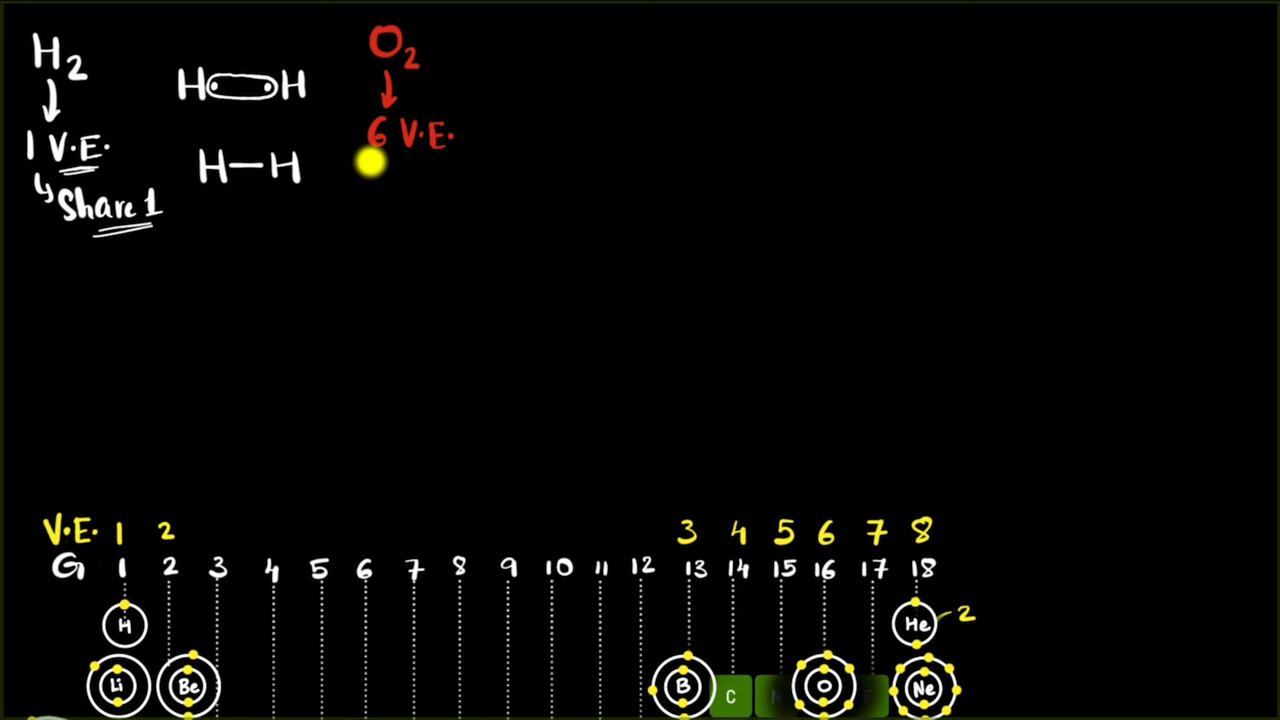 H2
1 V.E.
Share 1
H H
H—H
O2
6 V.E.
V.E. 1 2 3 4 5 6 7 8
G 1 2 3 4 5 6 7 8 9 10 11 12 13 14 15 16 17 18
H He 2
Li Be B C N O F Ne